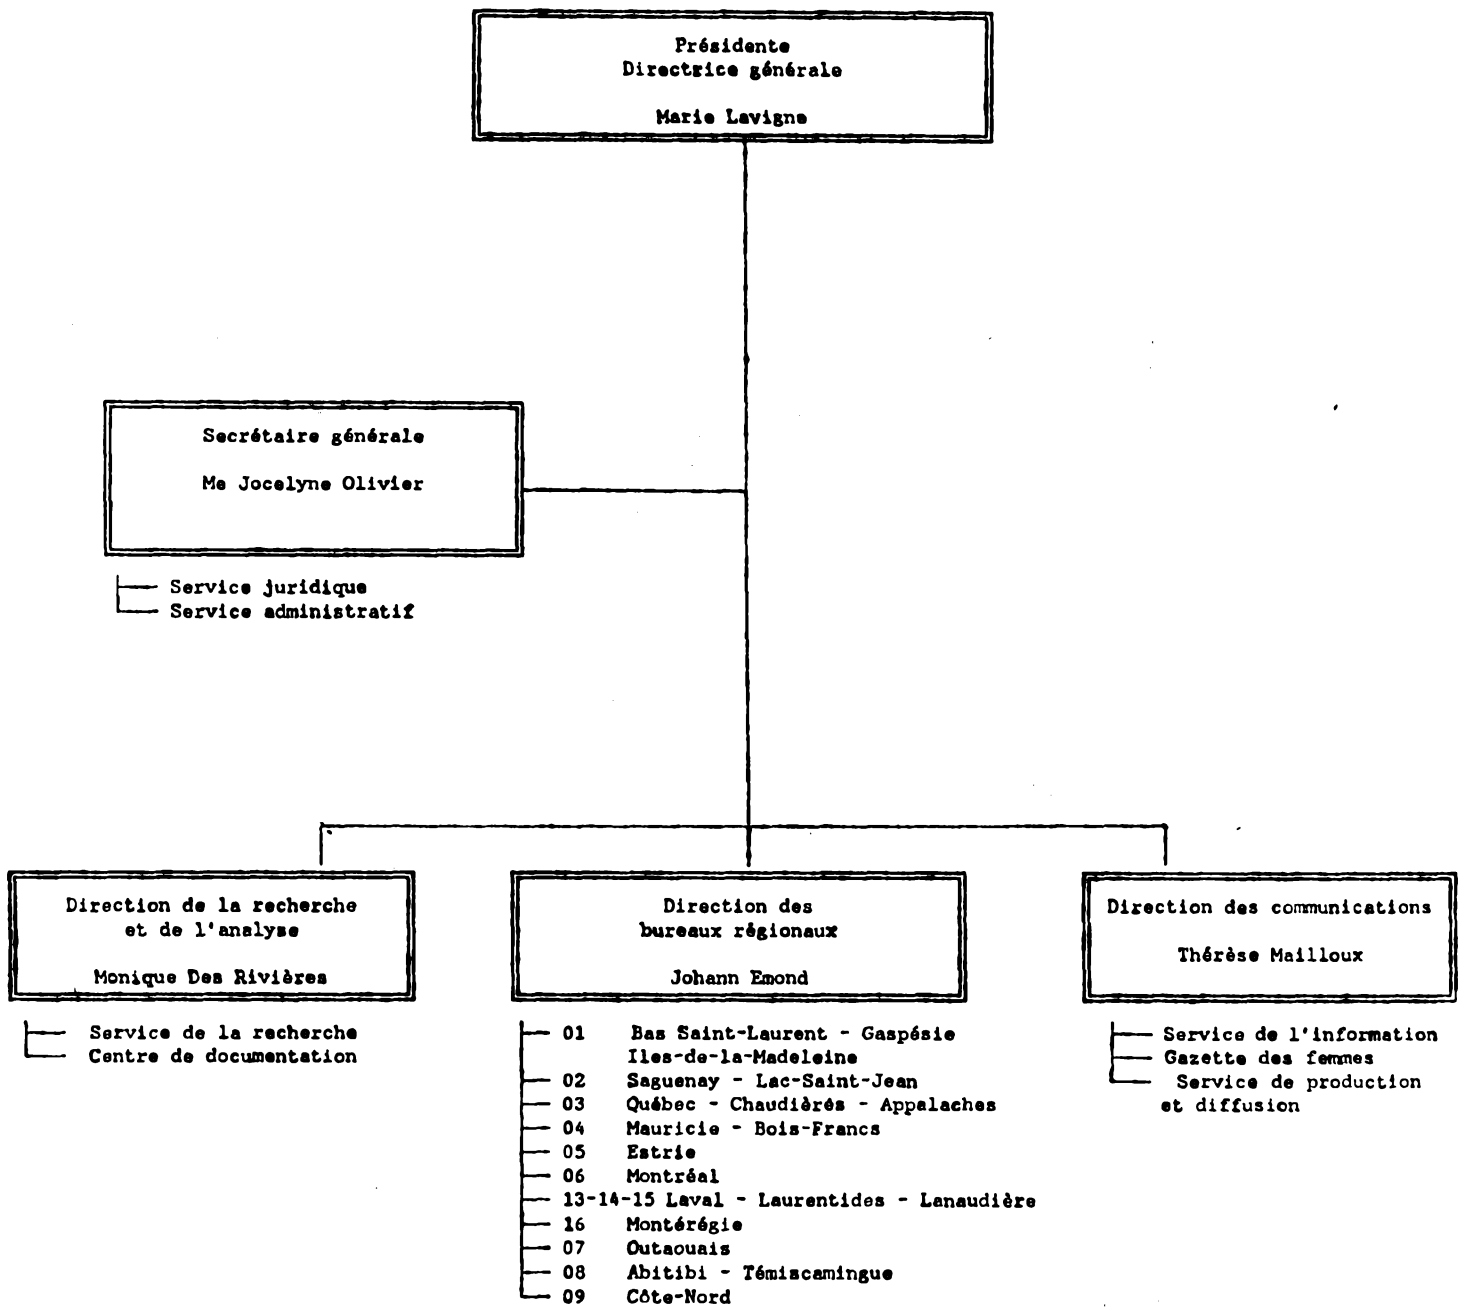 Présidente
Directrice générale
Marie Lavigne
Secrétaire générale
Me Jocelyne Olivier
Service juridique
Service administratif
Direction de la recherche
et de l'analyse
Monique Des Rivières
Service de la recherche
Centre de documentation
Direction des
bureaux régionaux
Johann Emond
01 Bas Saint-Laurent - Gaspésie
Iles-de-la-Madeleine
02 Saguenay - Lac-Saint-Jean
03 Québec - Chaudières - Appalaches
04 Mauricie - Bois-Francs
05 Estrie
06 Montréal
13-14-15 Laval - Laurentides - Lanaudière
16 Montérégie
07 Outaouais
08 Abitibi - Témiscamingue
09 Côte-Nord
Direction des communications
Thérèse Mailloux
Service de l'information
Gazette des femmes
Service de production
et diffusion